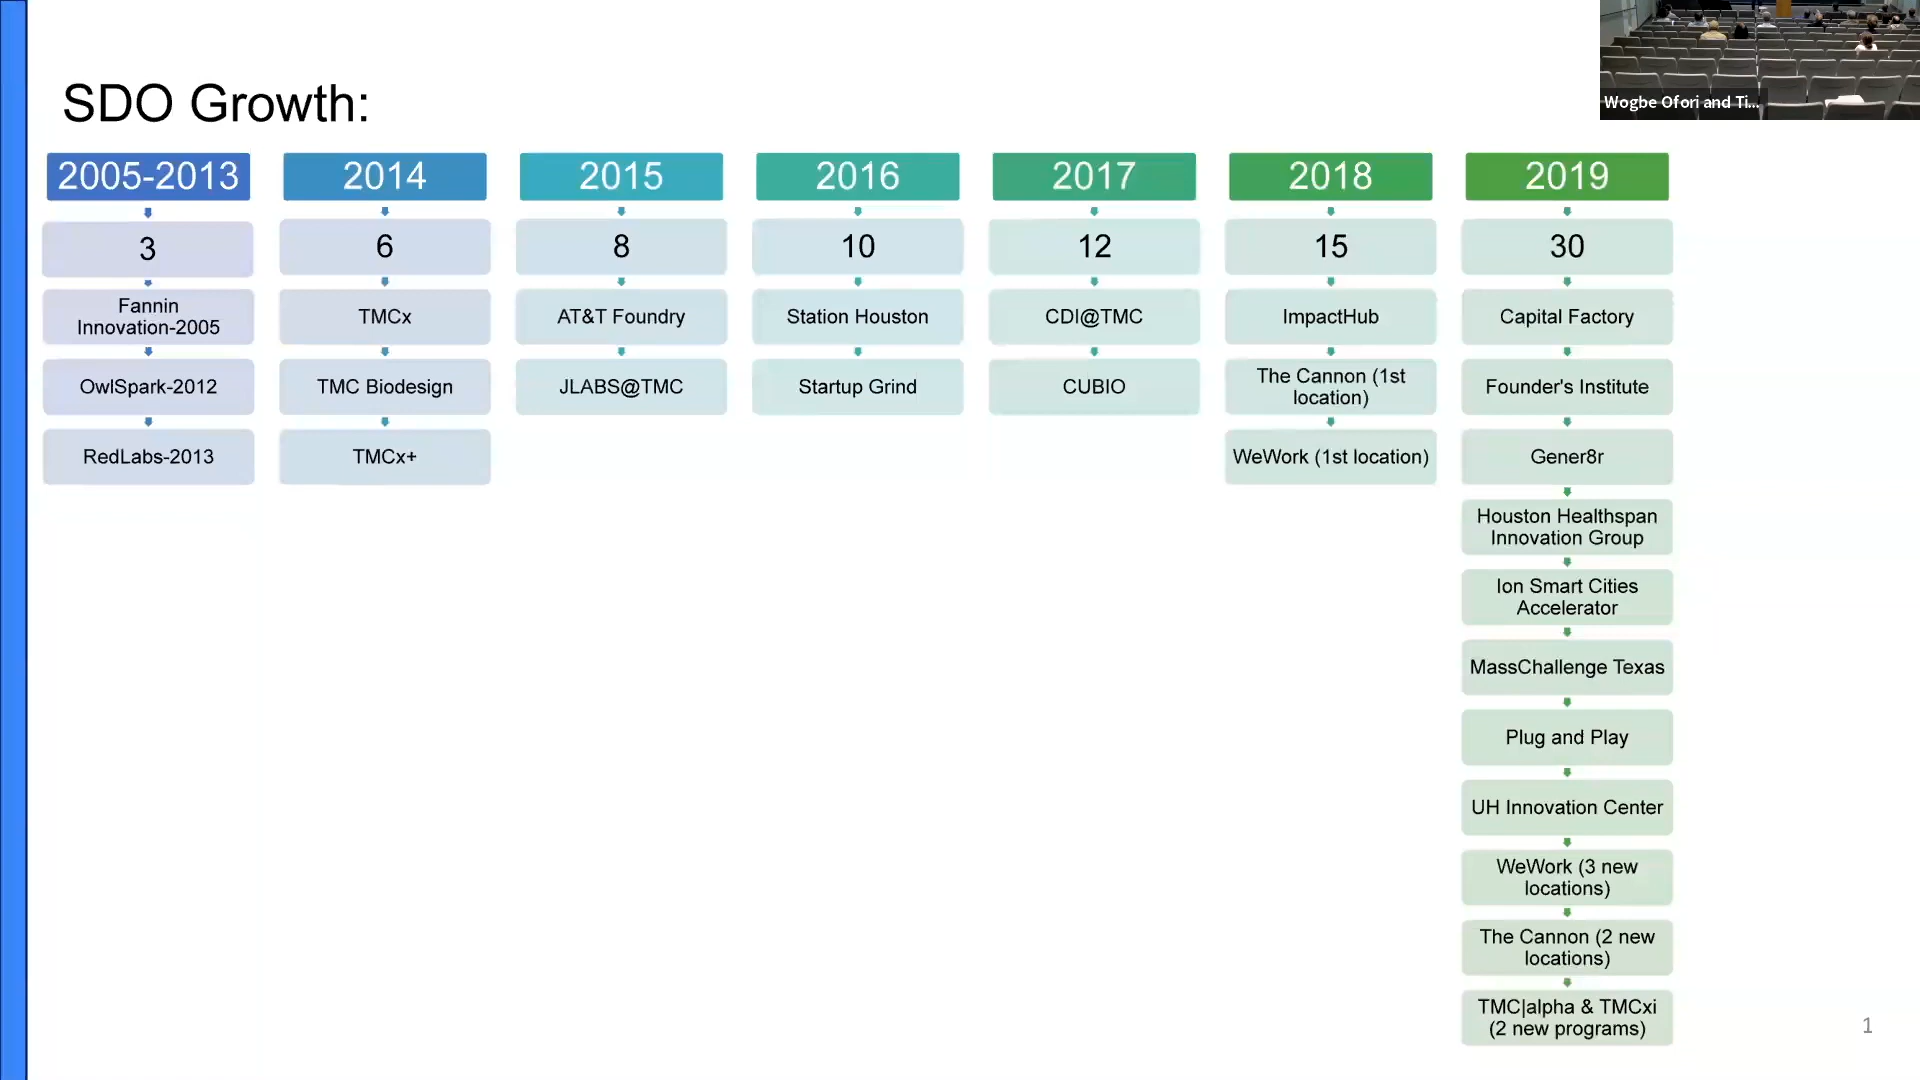 SDO Growth:
Wogbe Ofori and Ti...
2005-2013
3
Fannin
Innovation-2005
OwlSpark-2012
RedLabs-2013
2014
6
TMCx
TMC Biodesign
TMCx+
2015
8
AT&T Foundry
JLABS@TMC
2016
10
Station Houston
Startup Grind
2017
12
CDI@TMC
CUBIO
2018
15
ImpactHub
The Cannon (1st
location)
WeWork (1st location)
2019
30
Capital Factory
Founder's Institute
Gener8r
Houston Healthspan
Innovation Group
Ion Smart Cities
Accelerator
MassChallenge Texas
Plug and Play
UH Innovation Center
WeWork (3 new
locations)
The Cannon (2 new
locations)
TMC|alpha & TMCxi
(2 new programs)
1